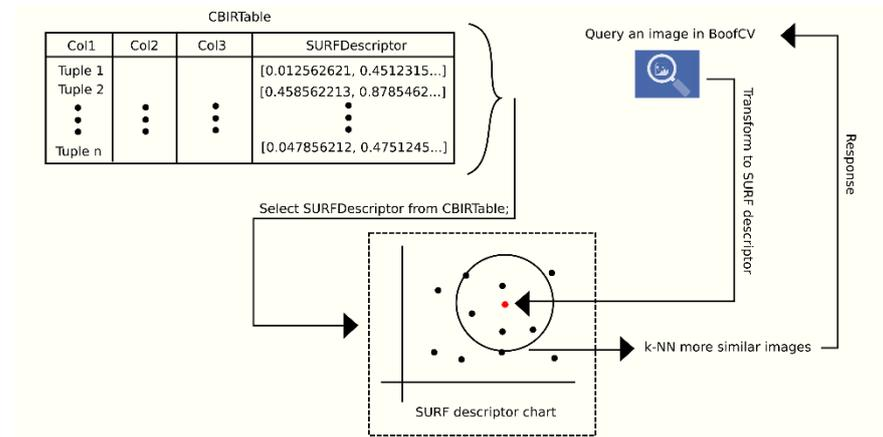 CBIRTable
Col1 Col2 Col3 SURFDescriptor
Tuple 1 [0.012562621, 0.4512315...]
Tuple 2 [0.458562213, 0.8785462...]
Tuple n [0.047856212, 0.4751245...]
Query an image in BoofCV
Transform to SURF descriptor
Response
Select SURFDescriptor from CBIRTable;
k-NN more similar images
SURF descriptor chart